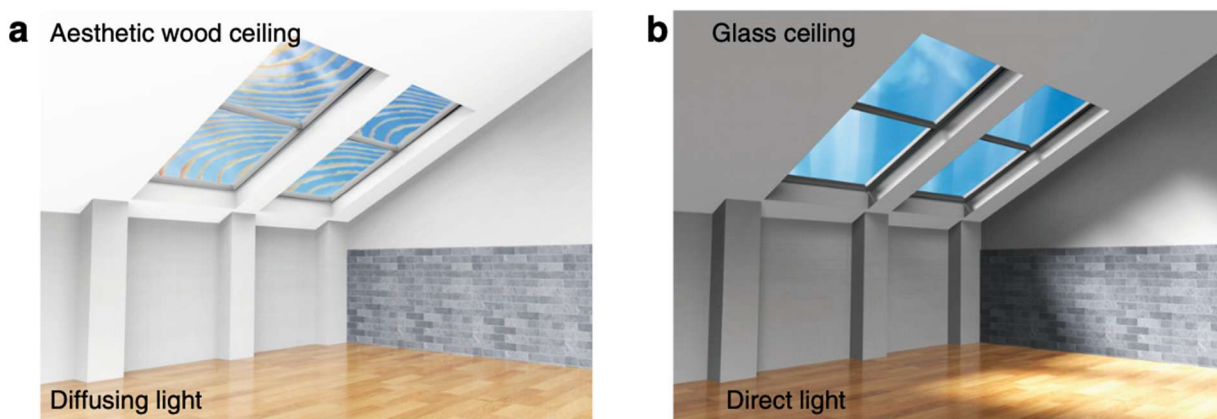 a Aesthetic wood ceiling
Diffusing light
b Glass ceiling
Direct light